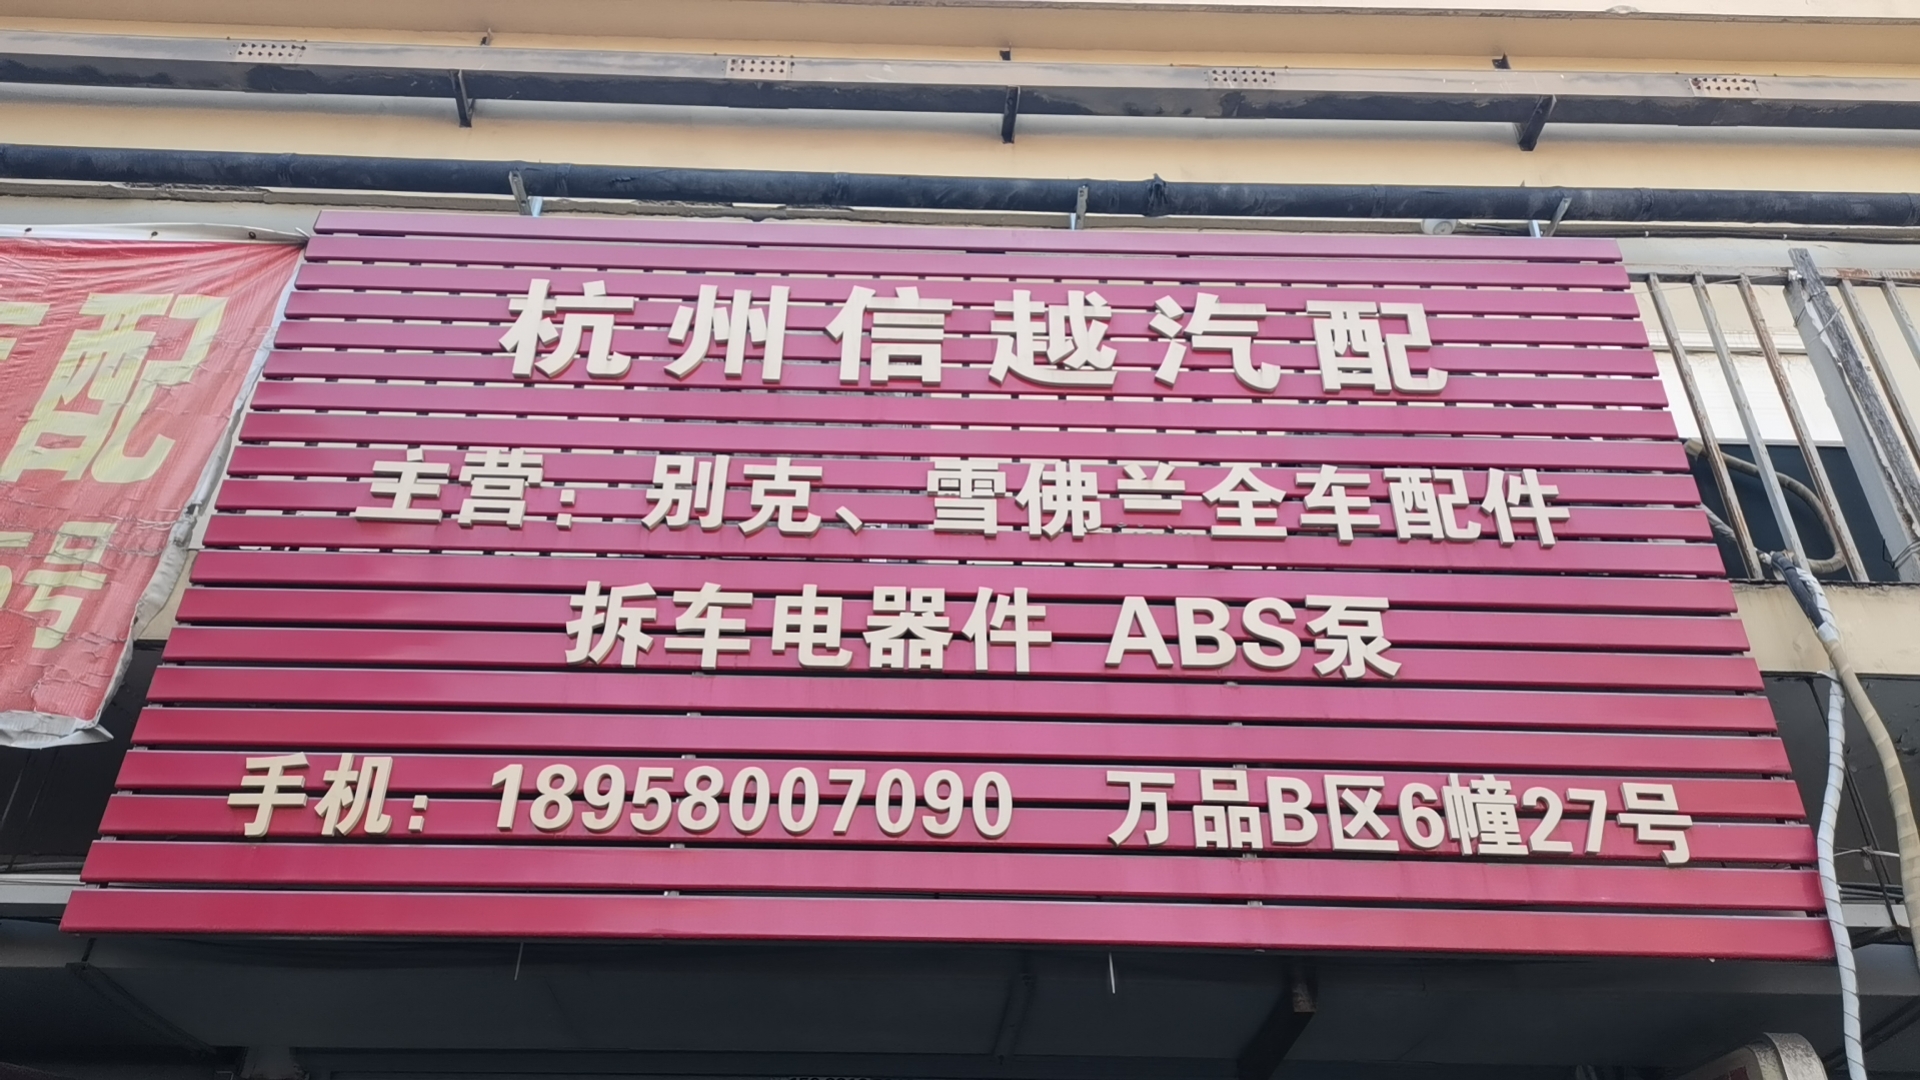 杭州信越汽配
主营：别克、雪佛兰全车配件
拆车电器件 ABS泵
手机：18958007090 万品B区6幢27号
配
号